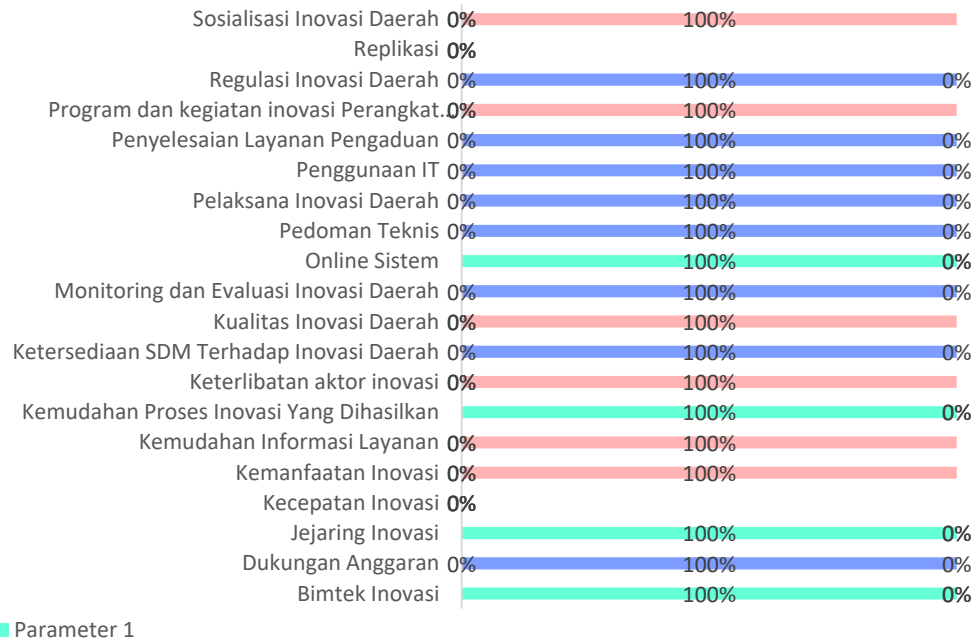 Sosialisasi Inovasi Daerah 0% 100%
Replikasi 0%
Regulasi Inovasi Daerah 0% 100% 0%
Program dan kegiatan inovasi Perangkat… 0% 100%
Penyelesaian Layanan Pengaduan 0% 100% 0%
Penggunaan IT 0% 100% 0%
Pelaksana Inovasi Daerah 0% 100% 0%
Pedoman Teknis 0% 100% 0%
Online Sistem 100% 0%
Monitoring dan Evaluasi Inovasi Daerah 0% 100% 0%
Kualitas Inovasi Daerah 0% 100%
Ketersediaan SDM Terhadap Inovasi Daerah 0% 100% 0%
Keterlibatan aktor inovasi 0% 100%
Kemudahan Proses Inovasi Yang Dihasilkan 100% 0%
Kemudahan Informasi Layanan 0% 100%
Kemanfaatan Inovasi 0% 100%
Kecepatan Inovasi 0%
Jejaring Inovasi 100% 0%
Dukungan Anggaran 0% 100% 0%
Bimtek Inovasi 100% 0%
Parameter 1